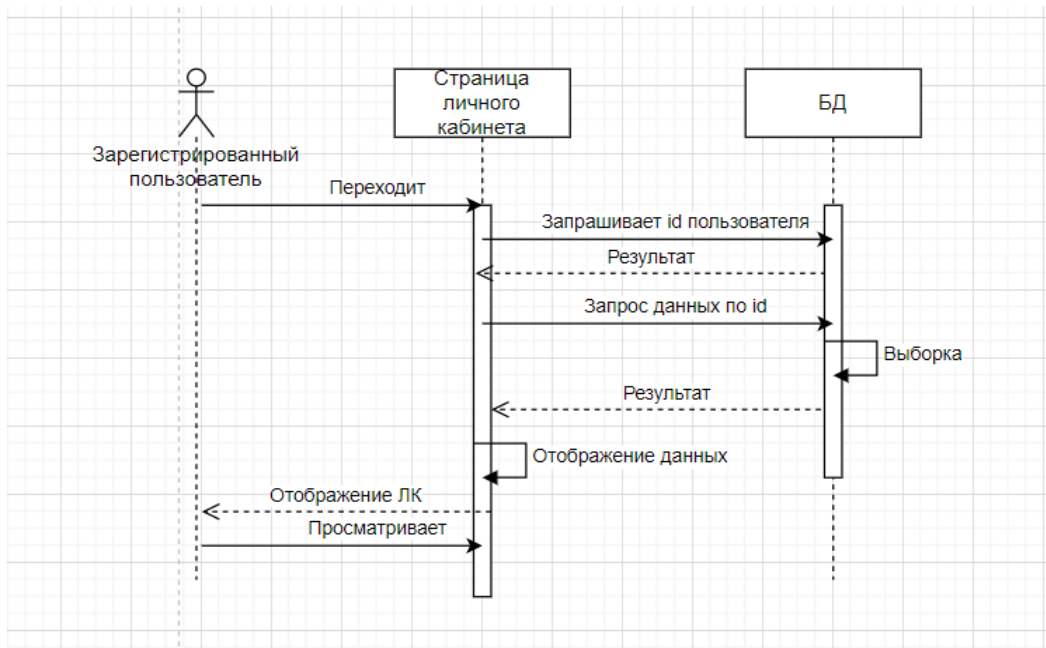 Страница
личного
кабинета
БД
Зарегистрированный
пользователь
Переходит
Запрашивает id пользователя
Результат
Запрос данных по id
Выборка
Результат
Отображение данных
Отображение ЛК
Просматривает